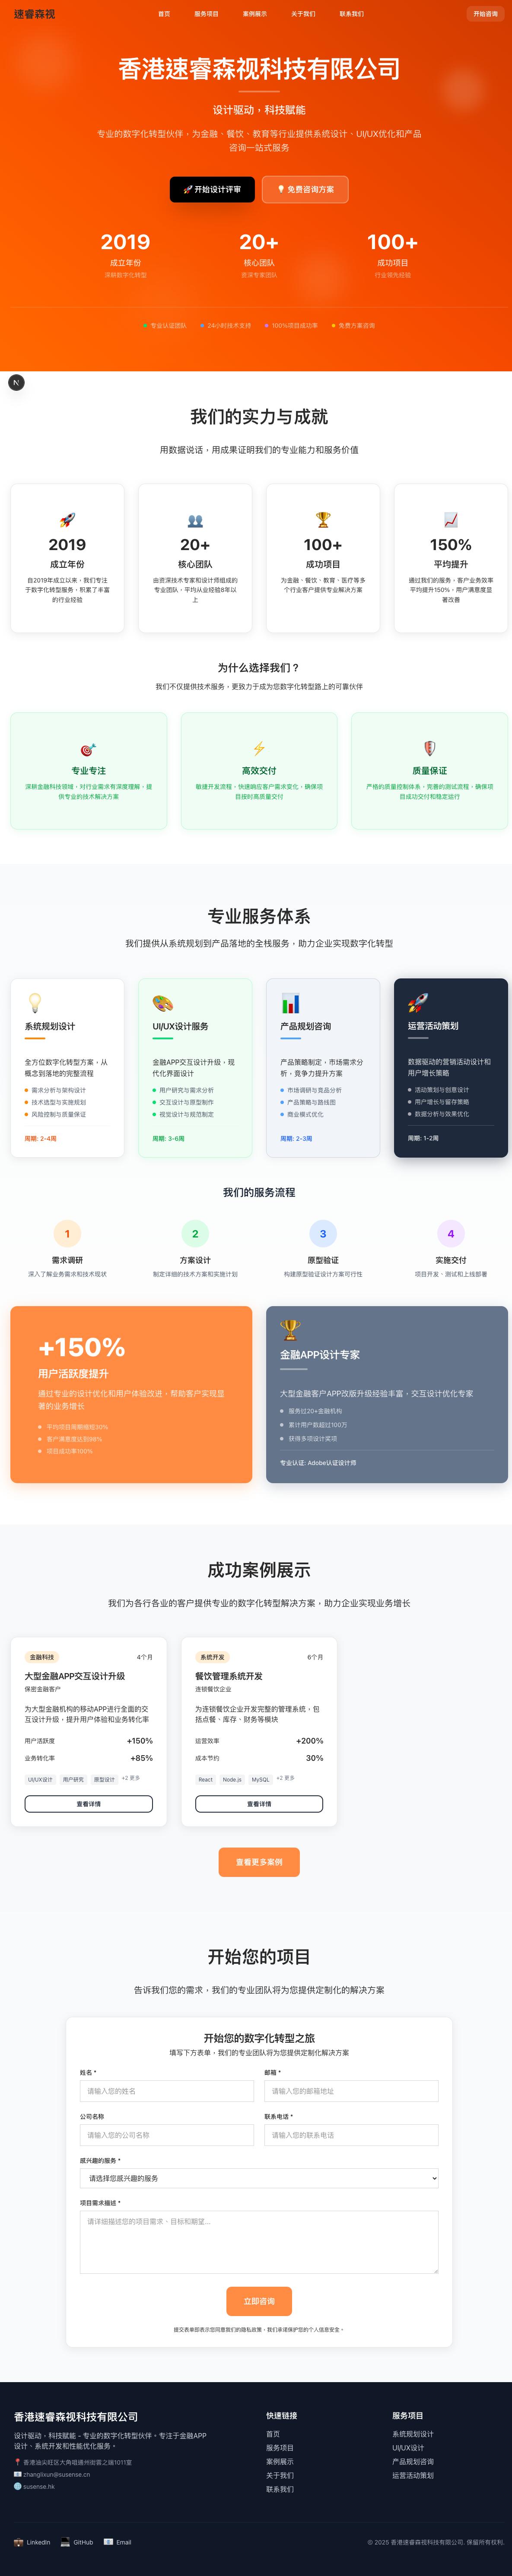 速睿森视
首页
服务项目
案例展示
关于我们
联系我们
开始咨询
香港速睿森视科技有限公司
设计驱动，科技赋能
专业的数字化转型伙伴，为金融、餐饮、教育等行业提供系统设计、UI/UX优化和产品
咨询一站式服务
🚀 开始设计评审
💡 免费咨询方案
2019
成立年份
深耕数字化转型
20+
核心团队
资深专家团队
100+
成功项目
行业领先经验
专业认证团队
24小时技术支持
100%项目成功率
免费方案咨询
N
我们的实力与成就
用数据说话，用成果证明我们的专业能力和服务价值
2019
成立年份
自2019年成立以来，我们专注
于数字化转型服务，积累了丰富
的行业经验
20+
核心团队
由资深技术专家和设计师组成的
专业团队，平均从业经验8年以
上
100+
成功项目
为金融、餐饮、教育、医疗等多
个行业客户提供专业解决方案
150%
平均提升
通过我们的服务，客户业务效率
平均提升150%，用户满意度显
著改善
为什么选择我们？
我们不仅提供技术服务，更致力于成为您数字化转型路上的可靠伙伴
专业专注
深耕金融科技领域，对行业需求有深度理解，提
供专业的技术解决方案
高效交付
敏捷开发流程，快速响应客户需求变化，确保项
目按时高质量交付
质量保证
严格的质量控制体系，完善的测试流程，确保项
目成功交付和稳定运行
专业服务体系
我们提供从系统规划到产品落地的全栈服务，助力企业实现数字化转型
系统规划设计
全方位数字化转型方案，从
概念到落地的完整流程
需求分析与架构设计
技术选型与实施规划
风险控制与质量保证
周期: 2-4周
UI/UX设计服务
金融APP交互设计升级，现
代化界面设计
用户研究与需求分析
交互设计与原型制作
视觉设计与规范制定
周期: 3-6周
产品规划咨询
产品策略制定，市场需求分
析，竞争力提升方案
市场调研与竞品分析
产品策略与路线图
商业模式优化
周期: 2-3周
运营活动策划
数据驱动的营销活动设计和
用户增长策略
活动策划与创意设计
用户增长与留存策略
数据分析与效果优化
周期: 1-2周
我们的服务流程
1
需求调研
深入了解业务需求和技术现状
2
方案设计
制定详细的技术方案和实施计划
3
原型验证
构建原型验证设计方案可行性
4
实施交付
项目开发，测试和上线部署
+150%
用户活跃度提升
通过专业的设计优化和用户体验改进，帮助客户实现显
著的业务增长
平均项目周期缩短30%
客户满意度达到98%
项目成功率100%
金融APP设计专家
大型金融客户APP改版升级经验丰富，交互设计优化专家
服务过20+金融机构
累计用户数超过100万
获得多项设计奖项
专业认证: Adobe认证设计师
成功案例展示
我们为各行各业的客户提供专业的数字化转型解决方案，助力企业实现业务增长
金融科技
4个月
大型金融APP交互设计升级
保密金融客户
为大型金融机构的移动APP进行全面的交
互设计升级，提升用户体验和业务转化率
用户活跃度
+150%
业务转化率
+85%
UI/UX设计
用户研究
原型设计
+2 更多
查看详情
系统开发
6个月
餐饮管理系统开发
连锁餐饮企业
为连锁餐饮企业开发完整的管理系统，包
括点餐、库存、财务等模块
运营效率
+200%
成本节约
30%
React
Node.js
MySQL
+2 更多
查看详情
查看更多案例
开始您的项目
告诉我们您的需求，我们的专业团队将为您提供定制化的解决方案
开始您的数字化转型之旅
填写下方表单，我们的专业团队将为您提供定制化解决方案
姓名 *
邮箱 *
请输入您的姓名
请输入您的邮箱地址
公司名称
联系电话 *
请输入您的公司名称
请输入您的联系电话
感兴趣的服务 *
请选择您感兴趣的服务
项目需求描述 *
请详细描述您的项目需求、目标和期望...
立即咨询
提交表单即表示您同意我们的隐私政策，我们承诺保护您的个人信息安全。
香港速睿森视科技有限公司
设计驱动，科技赋能 - 专业的数字化转型伙伴。专注于金融APP
设计、系统开发和性能优化服务。
📍 香港油尖旺区大角咀通州街雲之端1011室
📧 zhanglixun@susense.cn
🌐 susense.hk
快速链接
首页
服务项目
案例展示
关于我们
联系我们
服务项目
系统规划设计
UI/UX设计
产品规划咨询
运营活动策划
LinkedIn
GitHub
Email
© 2025 香港速睿森视科技有限公司. 保留所有权利.